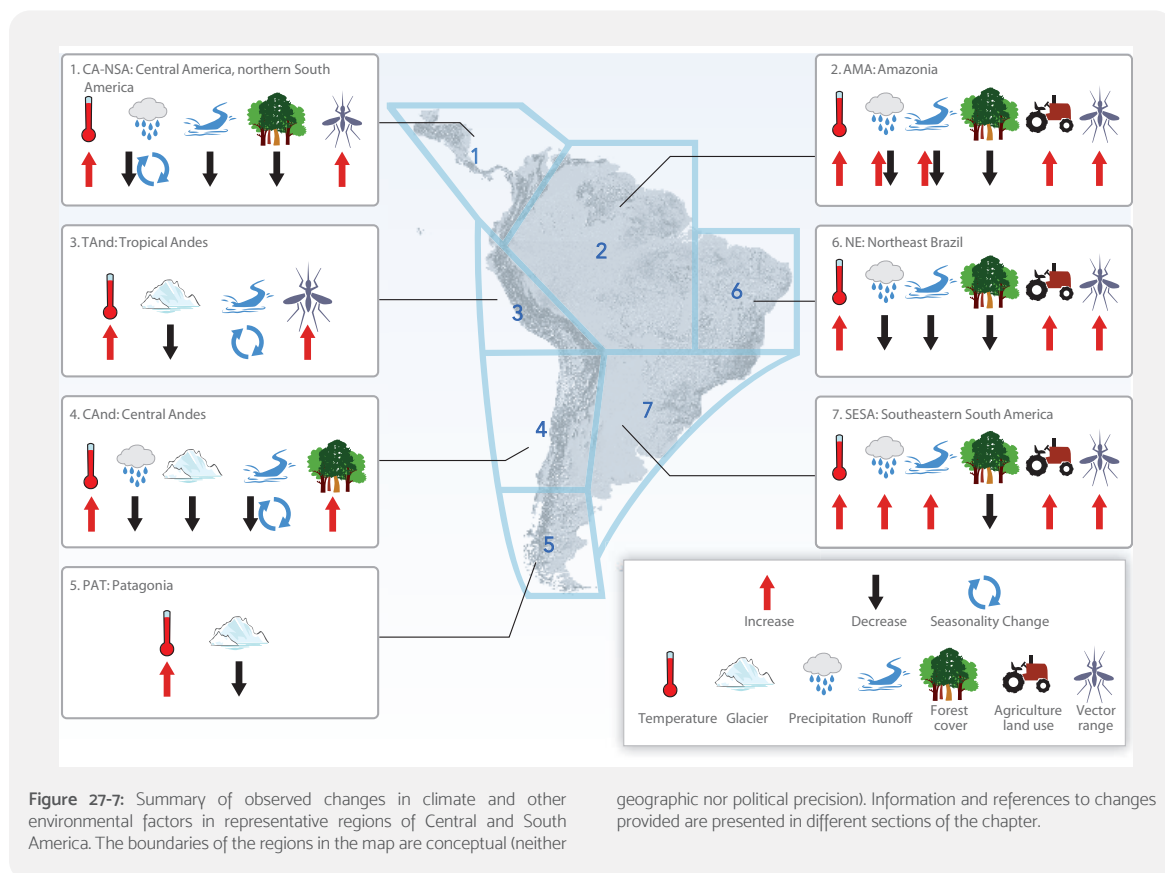 1. CA-NSA: Central America, northern South
America
2. AMA: Amazonia
3. TAnd: Tropical Andes
6. NE: Northeast Brazil
4. CAnd: Central Andes
7. SESA: Southeastern South America
5. PAT: Patagonia
1
2
3
6
4
7
5
Increase Decrease Seasonality Change
Temperature Glacier Precipitation Runoff Forest cover Agriculture land use Vector range
Figure 27-7: Summary of observed changes in climate and other
environmental factors in representative regions of Central and South
America. The boundaries of the regions in the map are conceptual (neither
geographic nor political precision). Information and references to changes
provided are presented in different sections of the chapter.